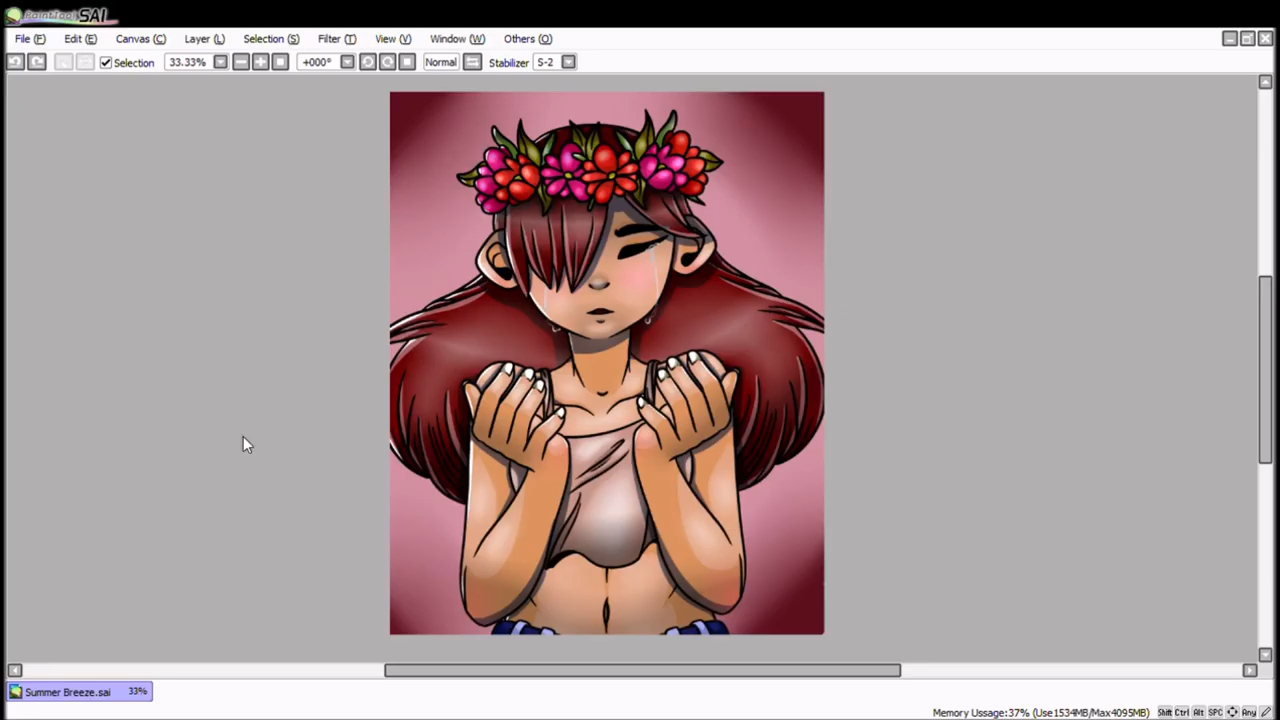 PaintTool SAI
File (F) Edit (E) Canvas (C) Layer (L) Selection (S) Filter (T) View (V) Window (W) Others (O)
Selection 33.33% +000° Normal Stabilizer S-2
Summer Breeze.sai 33%
Memory Ussage:37% (Use1534MB/Max4095MB) Shift Ctrl Alt SPC Any